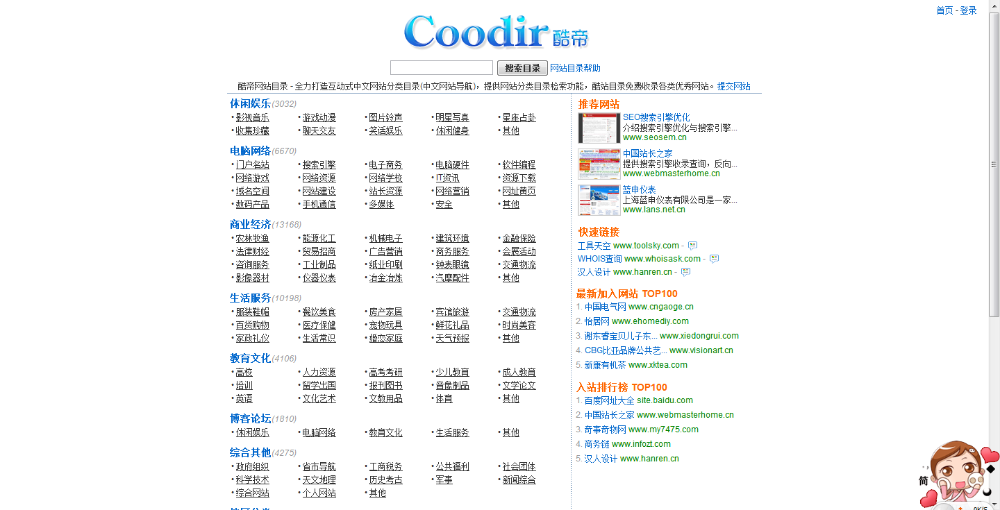 首页 - 登录
Coodir 酷帝
搜索目录 网站目录帮助
酷帝网站目录 - 全力打造互动式中文网站分类目录(中文网站导航)，提供网站分类目录检索功能，酷站目录免费收录各类优秀网站。提交网站
休闲娱乐(3032)
•影视音乐 •游戏动漫 •图片铃声 •明星写真 •星座占卦
•收集珍藏 •聊天交友 •笑话娱乐 •休闲健身 •其他
电脑网络(6670)
•门户名站 •搜索引擎 •电子商务 •电脑硬件 •软件编程
•网络游戏 •网络资源 •网络学校 •IT资讯 •资源下载
•域名空间 •网站建设 •站长资源 •网络营销 •网址黄页
•数码产品 •手机通信 •多媒体 •安全 •其他
商业经济(13168)
•农林牧渔 •能源化工 •机械电子 •建筑环境 •金融保险
•法律财经 •贸易招商 •广告营销 •商务服务 •会展活动
•咨询服务 •工业制品 •纸业印刷 •钟表眼镜 •交通物流
•影像器材 •仪器仪表 •冶金冶炼 •汽摩配件 •其他
生活服务(10198)
•服装鞋帽 •餐饮美食 •房产家居 •宾馆旅游 •交通物流
•百货购物 •医疗保健 •宠物玩具 •鲜花礼品 •时尚美容
•家政礼仪 •生活常识 •婚恋家庭 •天气预报 •其他
教育文化(4106)
•高校 •人力资源 •高考考研 •少儿教育 •成人教育
•培训 •留学出国 •报刊图书 •音像制品 •文学论文
•英语 •文化艺术 •文教用品 •体育 •其他
博客论坛(1810)
•休闲娱乐 •电脑网络 •教育文化 •生活服务 •其他
综合其他(4275)
•政府组织 •省市导航 •工商税务 •公共福利 •社会团体
•科学技术 •天文地理 •历史考古 •军事 •新闻综合
•综合网站 •个人网站 •其他
推荐网站
SEO搜索引擎优化
介绍搜索引擎优化与搜索引擎...
www.seosem.cn
中国站长之家
提供搜索引擎收录查询，反向...
www.webmasterhome.cn
蓝申仪表
上海蓝申仪表有限公司是一家...
www.lans.net.cn
快速链接
工具天空 www.toolsky.com -
WHOIS查询 www.whoisask.com -
汉人设计 www.hanren.cn -
最新加入网站 TOP100
1. 中国电气网 www.cngaoge.cn
2. 怡居网 www.ehomediy.com
3. 谢东睿宝贝儿子东... www.xiedongrui.com
4. CBG比亚品牌公共艺... www.visionart.cn
5. 新康有机茶 www.xktea.com
入站排行榜 TOP100
1. 百度网址大全 site.baidu.com
2. 中国站长之家 www.webmasterhome.cn
3. 奇事奇物网 www.my7475.com
4. 商务链 www.infozt.com
5. 汉人设计 www.hanren.cn
简
0K/S